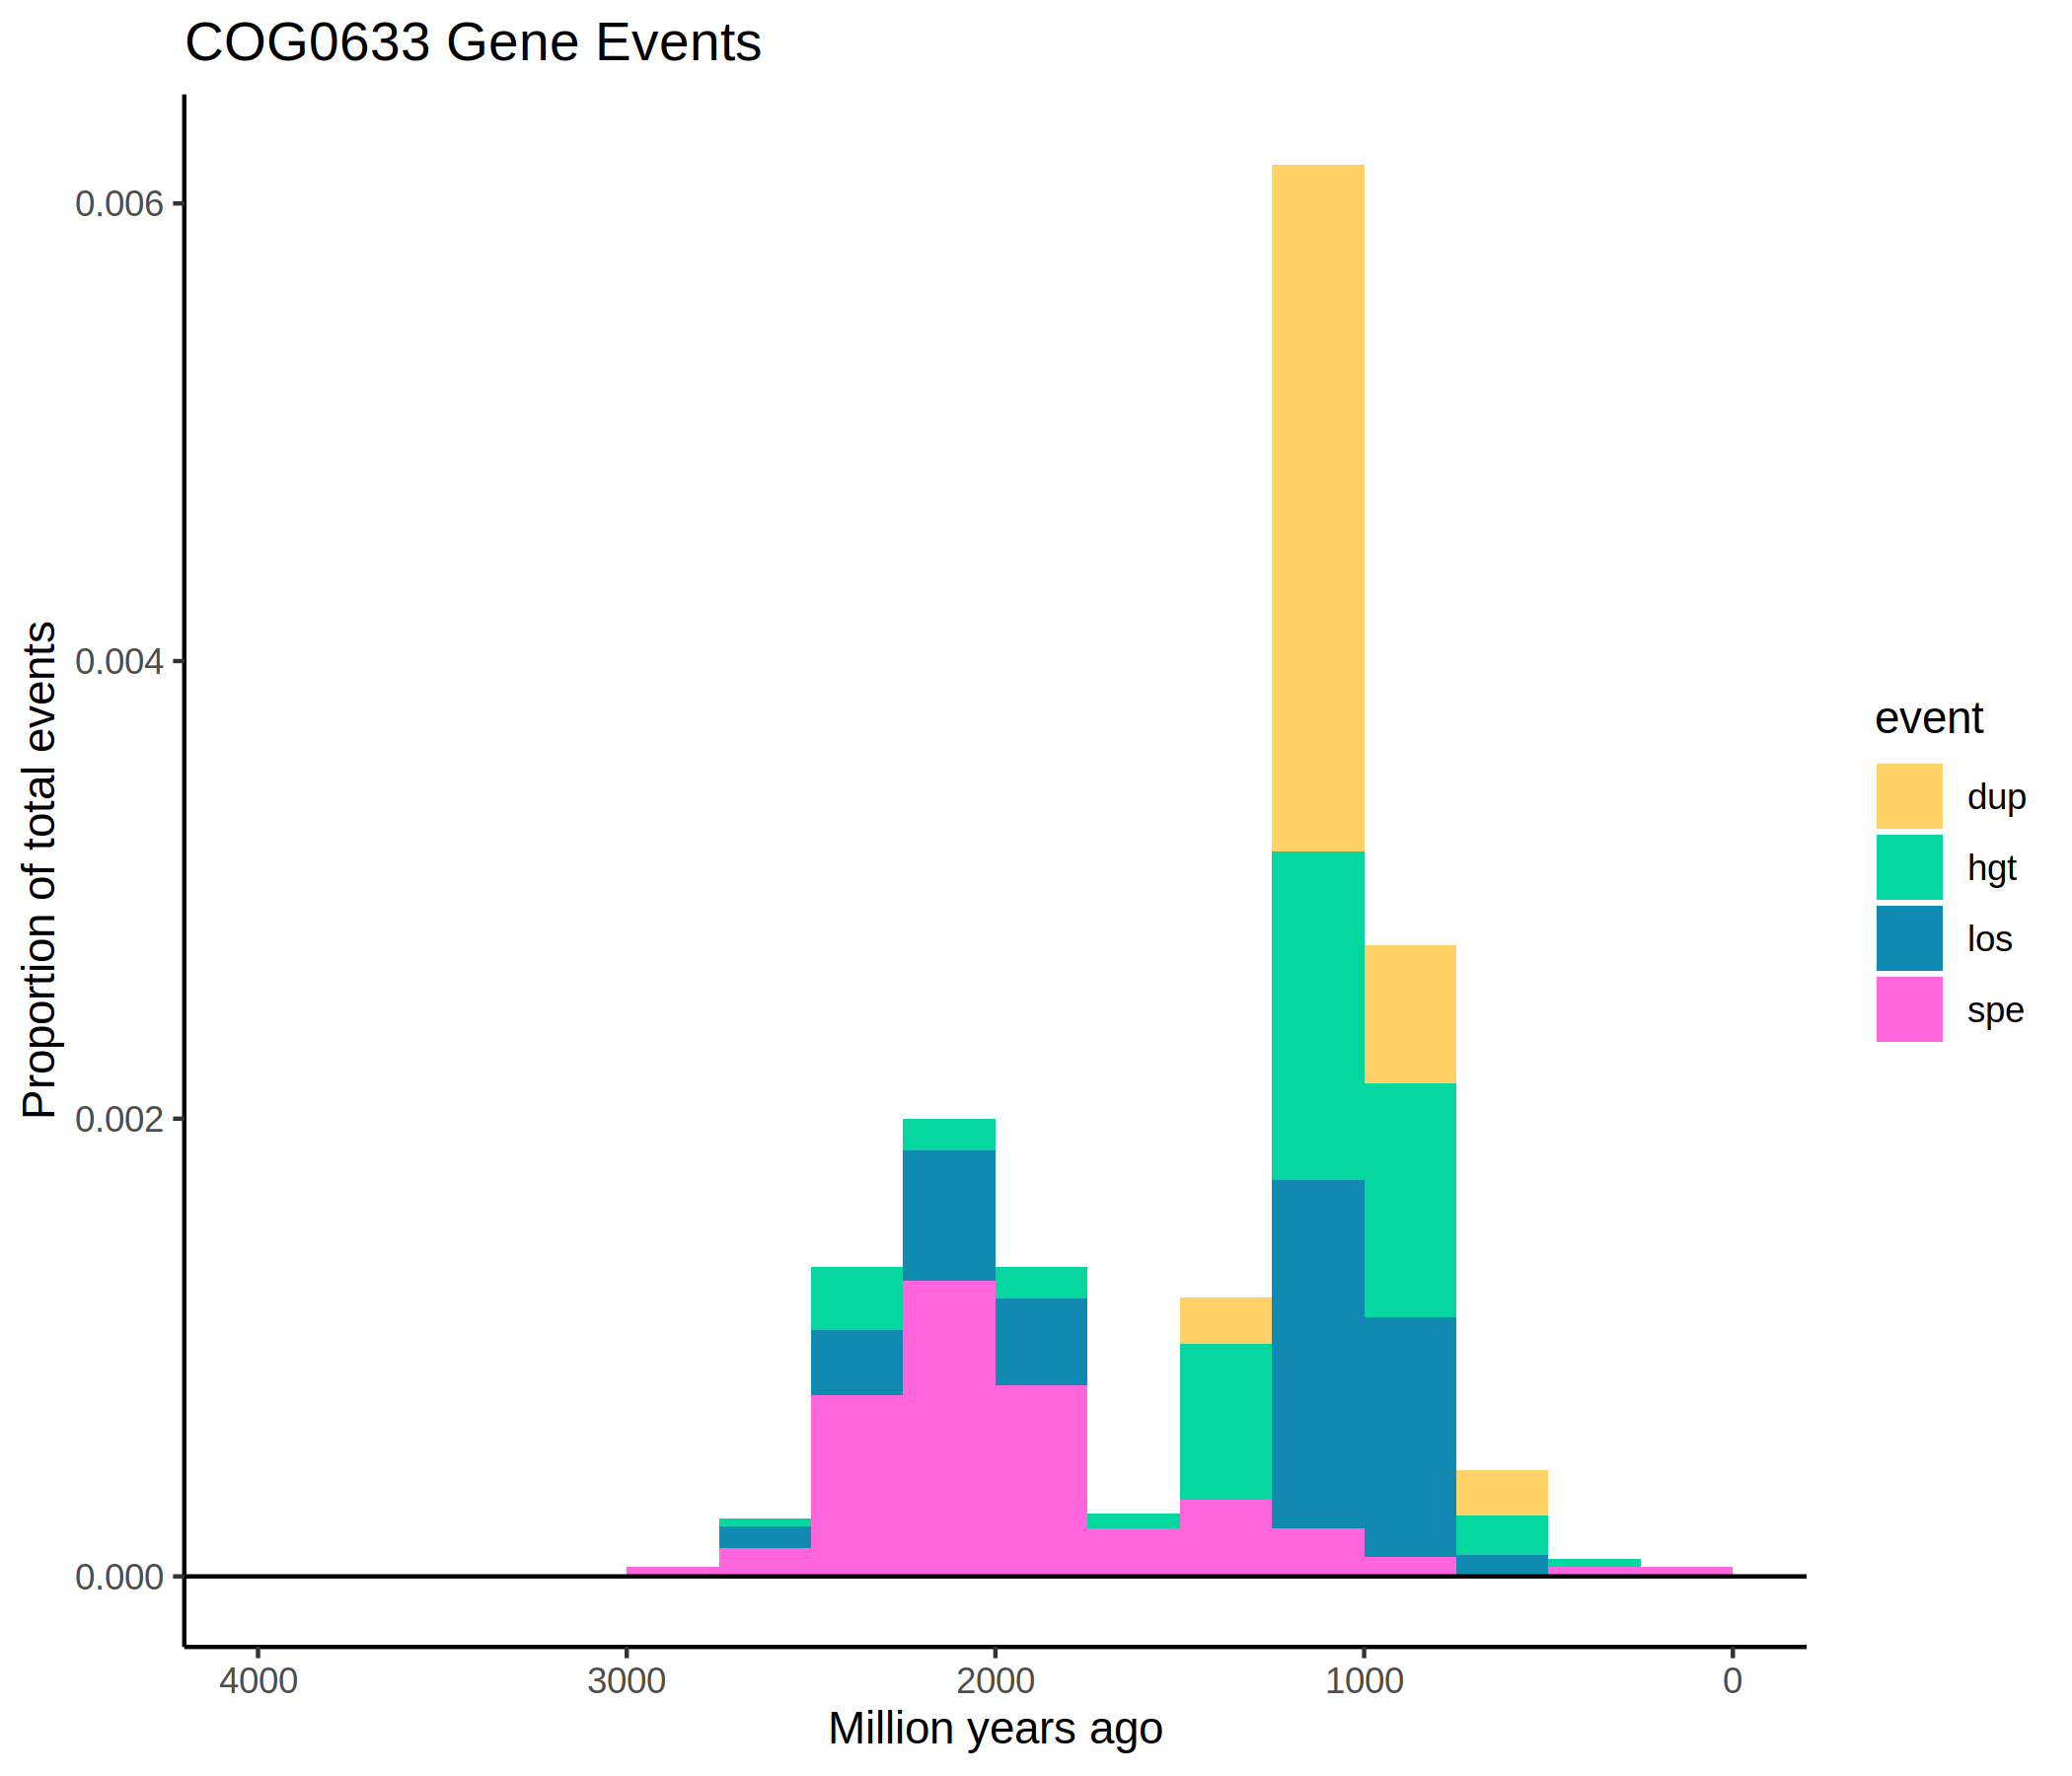 COG0633 Gene Events
Proportion of total events
0.006
0.004
0.002
0.000
4000 3000 2000 1000 0
Million years ago
event
dup
hgt
los
spe